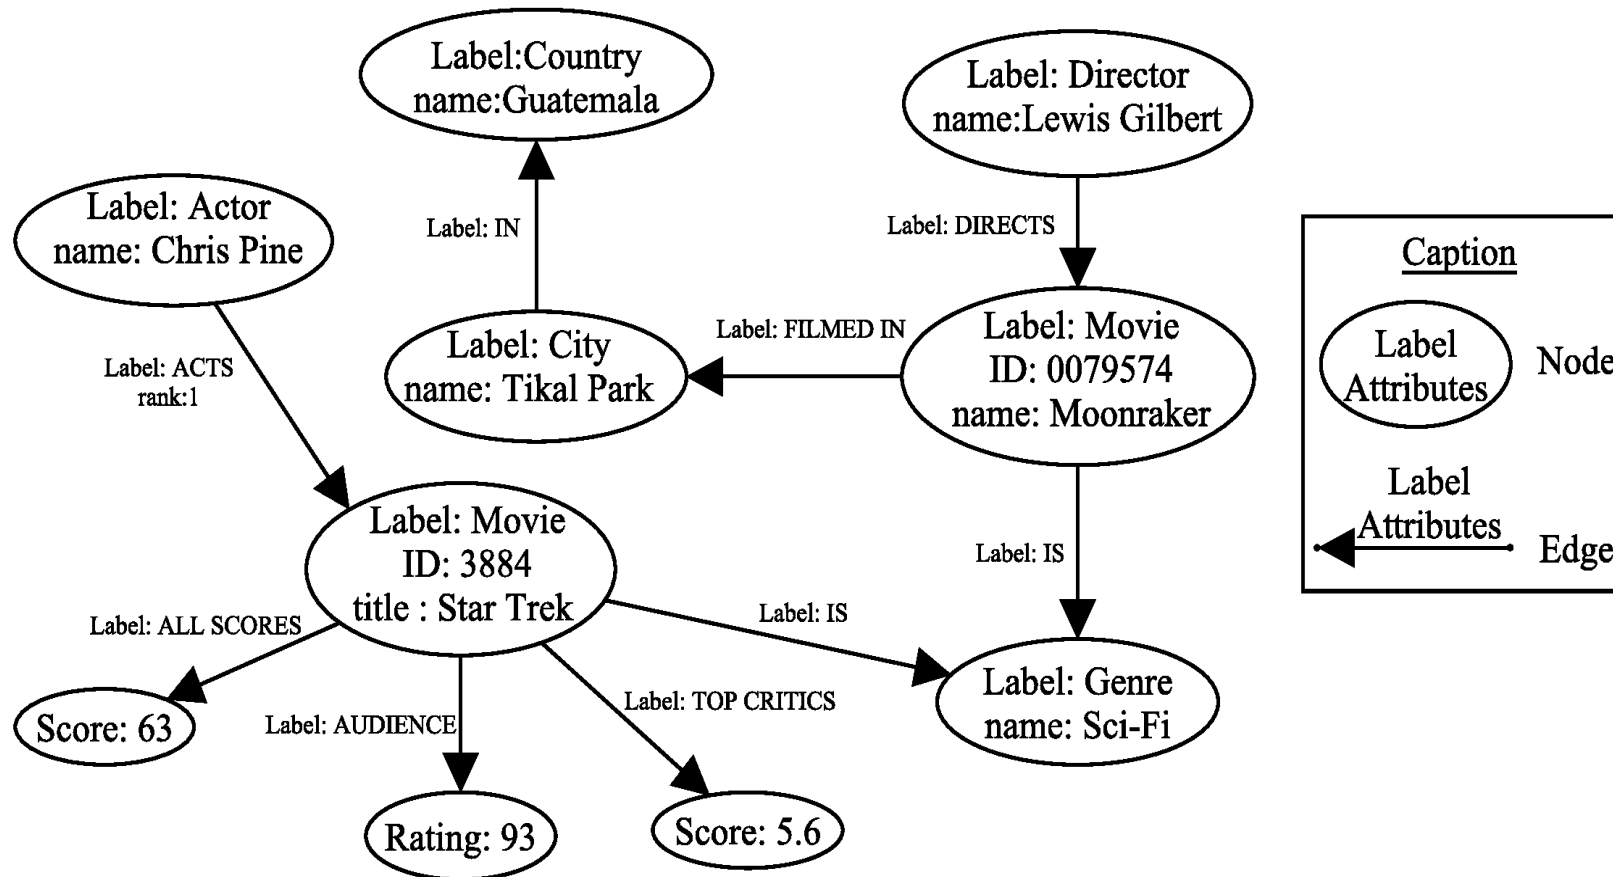 Label:Country
name:Guatemala
Label: Director
name:Lewis Gilbert
Label: Actor
name: Chris Pine
Label: IN
Label: DIRECTS
Caption
Label: City
name: Tikal Park
Label: FILMED IN
Label: Movie
ID: 0079574
name: Moonraker
Label
Attributes
Node
Label: ACTS
rank:1
Label
Attributes
Edge
Label: Movie
ID: 3884
title : Star Trek
Label: IS
Label: IS
Label: ALL SCORES
Label: AUDIENCE
Label: TOP CRITICS
Label: Genre
name: Sci-Fi
Score: 63
Rating: 93
Score: 5.6